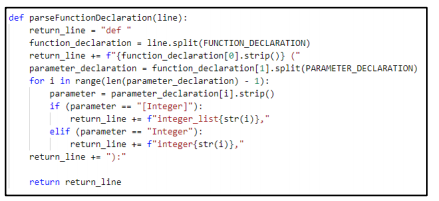 def parseFunctionDeclaration(line):
    return_line = "def "
    function_declaration = line.split(FUNCTION_DECLARATION)
    return_line += f"{function_declaration[0].strip()} ("
    parameter_declaration = function_declaration[1].split(PARAMETER_DECLARATION)
    for i in range(len(parameter_declaration) - 1):
        parameter = parameter_declaration[i].strip()
        if (parameter == "[Integer]"):
            return_line += f"integer_list{str(i)},"
        elif (parameter == "Integer"):
            return_line += f"integer{str(i)},"
    return_line += "):"

    return return_line